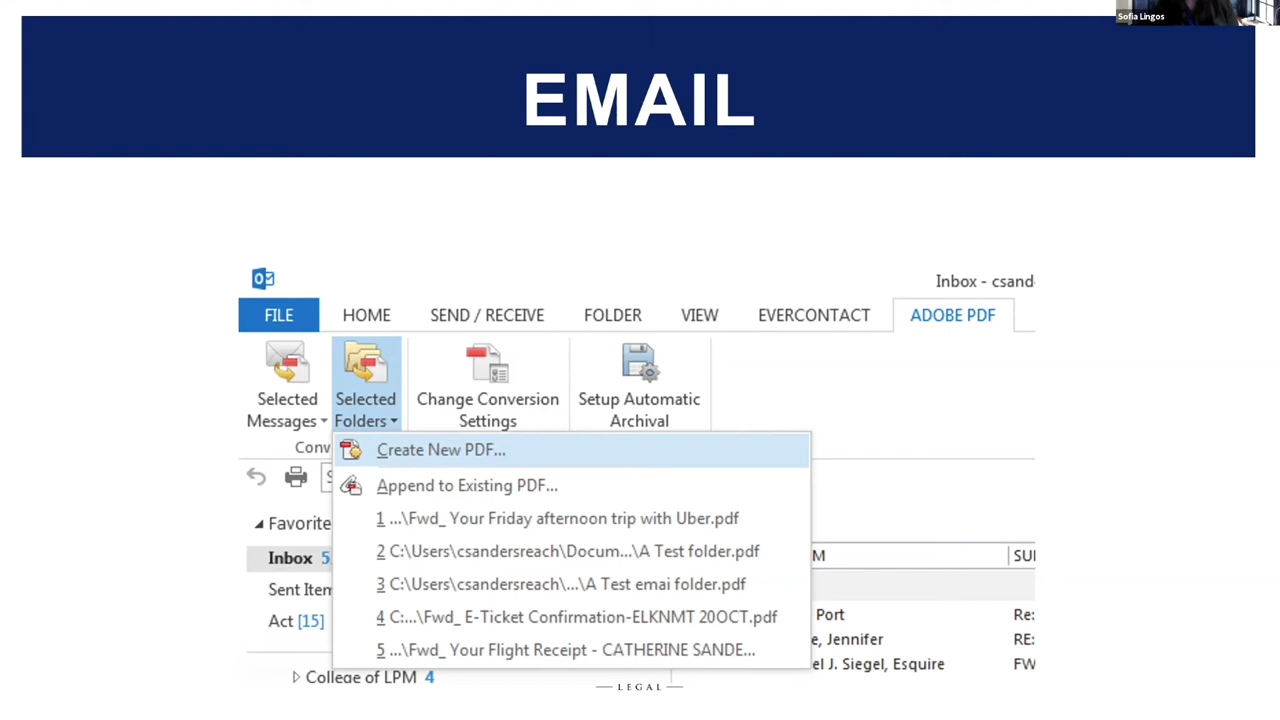 Sofia Lingos
EMAIL
Inbox - csand
FILE HOME SEND / RECEIVE FOLDER VIEW EVERCONTACT ADOBE PDF
Selected Messages
Selected Folders
Change Conversion Settings
Setup Automatic Archival
Conv
Create New PDF...
Append to Existing PDF...
1 ...\Fwd_ Your Friday afternoon trip with Uber.pdf
2 C:\Users\csandersreach\Docum...\A Test folder.pdf
3 C:\Users\csandersreach\...\A Test emai folder.pdf
4 C:...\Fwd_ E-Ticket Confirmation-ELKNMT 20OCT.pdf
5 ...\Fwd_ Your Flight Receipt - CATHERINE SANDE...
Favorite
Inbox 5
Sent Item
Act [15]
College of LPM 4
M SUI
Port Re:
e, Jennifer RE:
el J. Siegel, Esquire FW
LEGAL